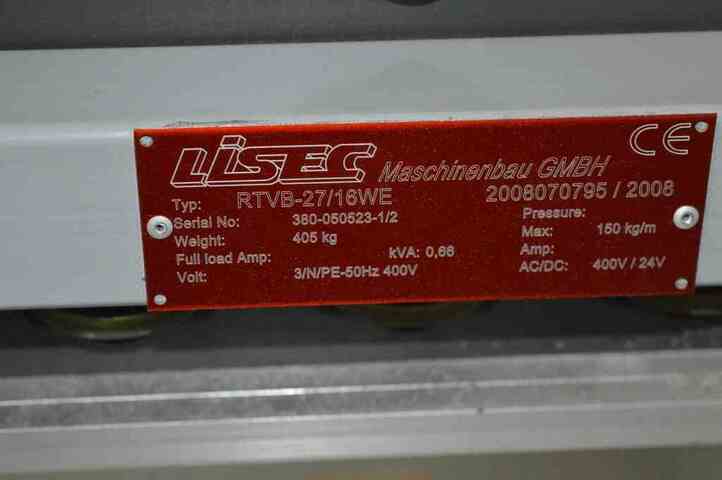 LiSEC Maschinenbau GMBH CE
Typ: RTVB-27/16WE 2008070795 / 2008
Serial No: 380-050523-1/2 Pressure:
Weight: 405 kg Max: 150 kg/m
Full load Amp: kVA: 0,66 Amp:
Volt: 3/N/PE-50Hz 400V AC/DC: 400V / 24V